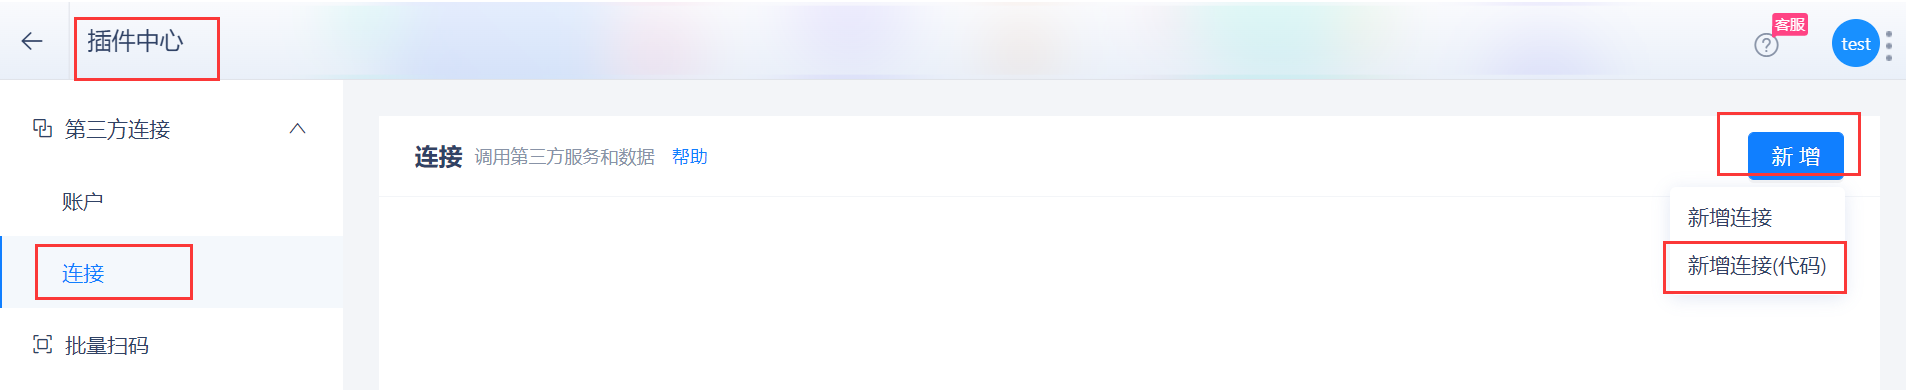 插件中心
客服
test
第三方连接
账户
连接
批量扫码
连接 调用第三方服务和数据 帮助
新 增
新增连接
新增连接(代码)